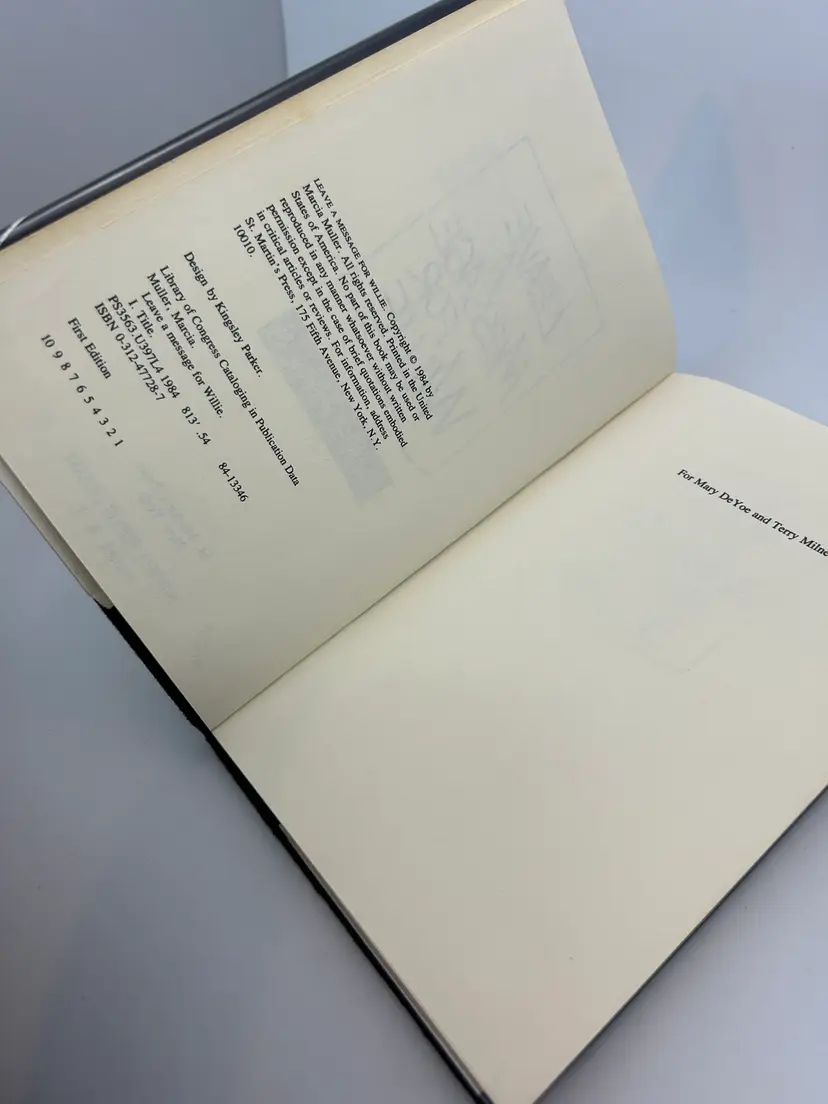 LEAVE A MESSAGE FOR WILLIE. Copyright © 1984 by
Marcia Muller. All rights reserved. Printed in the United
States of America. No part of this book may be used or
reproduced in any manner whatsoever without written
permission except in the case of brief quotations embodied
in critical articles or reviews. For information, address
St. Martin's Press, 175 Fifth Avenue, New York, N.Y.
10010.
Design by Kingsley Parker.
Library of Congress Cataloging in Publication Data
Muller, Marcia.
Leave a message for Willie.
I. Title.
PS3563.U397L4 1984 813'.54 84-13346
ISBN 0-312-47728-7
First Edition
10 9 8 7 6 5 4 3 2 1
For Mary DeYoe and Terry Milne